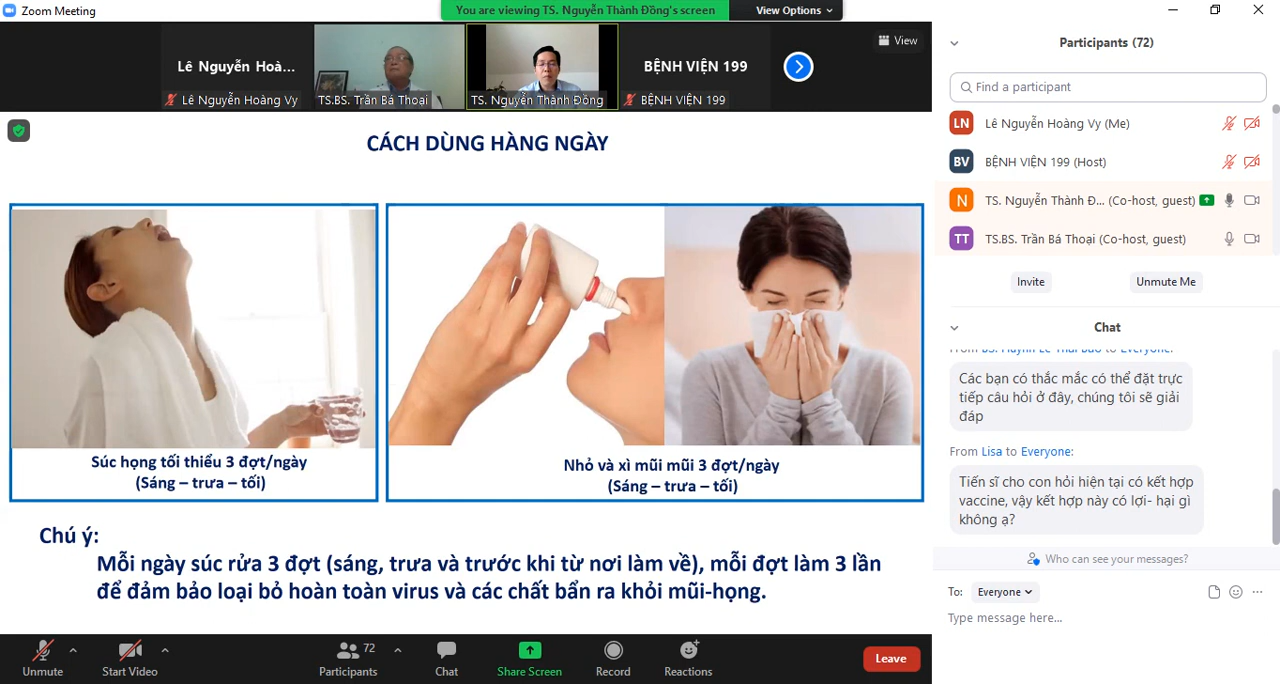 Zoom Meeting
You are viewing TS. Nguyễn Thành Đồng's screen
View Options
Lê Nguyễn Hoà...
Lê Nguyễn Hoàng Vy
TS.BS. Trần Bá Thoại
TS. Nguyễn Thành Đồng
BỆNH VIỆN 199
BỆNH VIỆN 199
View
CÁCH DÙNG HÀNG NGÀY
Súc họng tối thiểu 3 đợt/ngày
(Sáng – trưa – tối)
Nhỏ và xì mũi mũi 3 đợt/ngày
(Sáng – trưa – tối)
Chú ý:
Mỗi ngày súc rửa 3 đợt (sáng, trưa và trước khi từ nơi làm về), mỗi đợt làm 3 lần
để đảm bảo loại bỏ hoàn toàn virus và các chất bẩn ra khỏi mũi-họng.
Unmute
Start Video
72
Participants
Chat
Share Screen
Record
Reactions
Leave
Participants (72)
Find a participant
LN Lê Nguyễn Hoàng Vy (Me)
BV BỆNH VIỆN 199 (Host)
N TS. Nguyễn Thành Đ... (Co-host, guest)
TT TS.BS. Trần Bá Thoại (Co-host, guest)
Invite
Unmute Me
Chat
to Everyone:
Các bạn có thắc mắc có thể đặt trực
tiếp câu hỏi ở đây, chúng tôi sẽ giải
đáp
From Lisa to Everyone:
Tiến sĩ cho con hỏi hiện tại có kết hợp
vaccine, vậy kết hợp này có lợi- hại gì
không ạ?
Who can see your messages?
To: Everyone
Type message here...